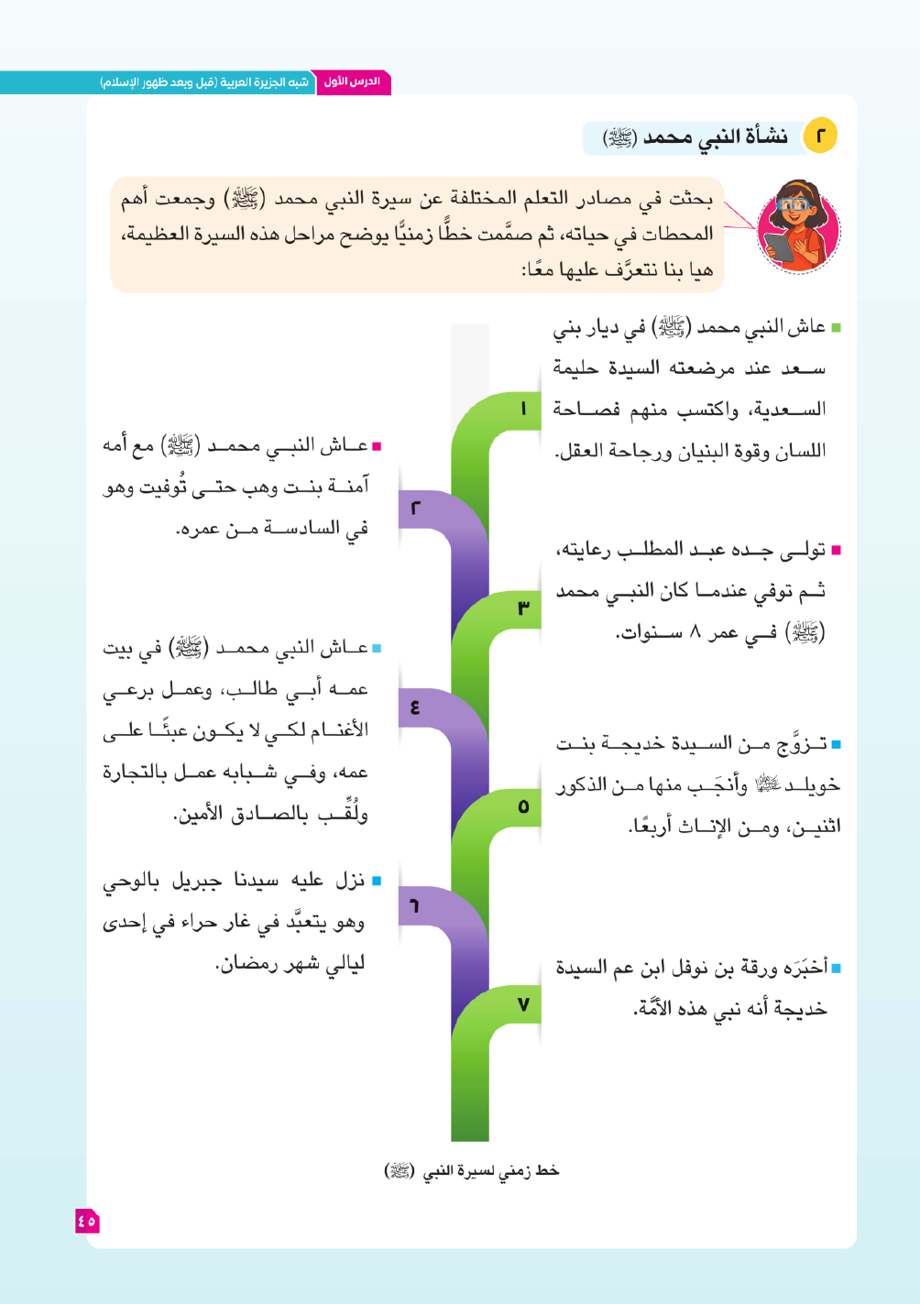 الدرس الأول شبه الجزيرة العربية (قبل وبعد ظهور الإسلام)
٢ نشأة النبي محمد (ﷺ)
بحثت في مصادر التعلم المختلفة عن سيرة النبي محمد (ﷺ) وجمعت أهم
المحطات في حياته، ثم صمَّمت خطًّا زمنيًّا يوضح مراحل هذه السيرة العظيمة،
هيا بنا نتعرَّف عليها معًا:
١
عاش النبي محمد (ﷺ) في ديار بني
سعد عند مرضعته السيدة حليمة
السعدية، واكتسب منهم فصاحة
اللسان وقوة البنيان ورجاحة العقل.
٢
عاش النبي محمد (ﷺ) مع أمه
آمنة بنت وهب حتى تُوفيت وهو
في السادسة من عمره.
٣
تولى جده عبد المطلب رعايته،
ثم توفي عندما كان النبي محمد
(ﷺ) في عمر ٨ سنوات.
٤
عاش النبي محمد (ﷺ) في بيت
عمه أبي طالب، وعمل برعي
الأغنام لكي لا يكون عبئًا على
عمه، وفي شبابه عمل بالتجارة
ولُقِّب بالصادق الأمين.
٥
تزوَّج من السيدة خديجة بنت
خويلد وأنجَب منها من الذكور
اثنين، ومن الإناث أربعًا.
٦
نزل عليه سيدنا جبريل بالوحي
وهو يتعبَّد في غار حراء في إحدى
ليالي شهر رمضان.
٧
أخبَرَه ورقة بن نوفل ابن عم السيدة
خديجة أنه نبي هذه الأمَّة.
خط زمني لسيرة النبي (ﷺ)
٤٥